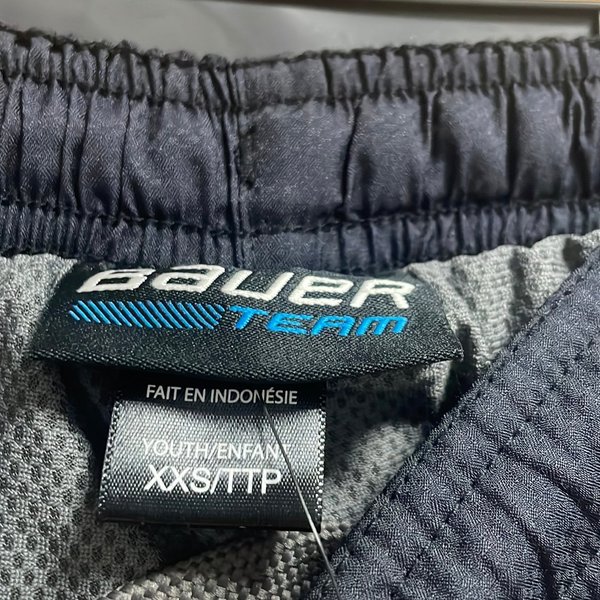 BAUER
TEAM
FAIT EN INDONÉSIE
YOUTH/ENFANT
XXS/TTP